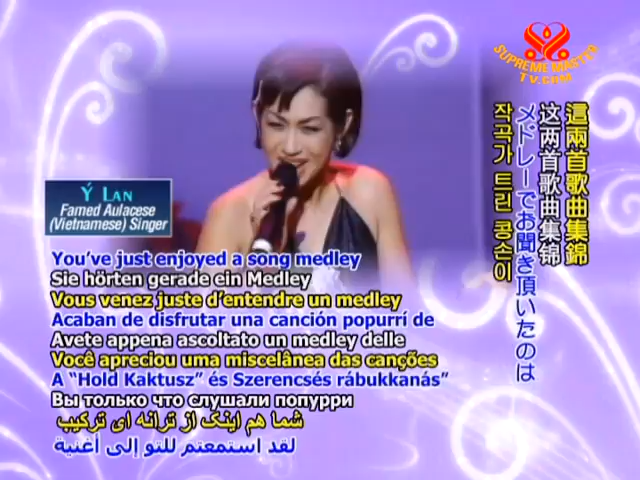 SUPREME MASTER
TV.COM
Ý LAN
Famed Aulacese
(Vietnamese) Singer
You've just enjoyed a song medley
Sie hörten gerade ein Medley
Vous venez juste d'entendre un medley
Acaban de disfrutar una canción popurrí de
Avete appena ascoltato un medley delle
Você apreciou uma miscelânea das canções
A "Hold Kaktusz" és Szerencsés rábukkanás"
Вы только что слушали попурри
شما هم اینک از ترانه ای ترکیب
لقد استمعتم للتو إلى أغنية
這兩首歌曲集錦
这两首歌曲集锦
メドレーでお聞き頂いたのは
작곡가 트린 콩손이